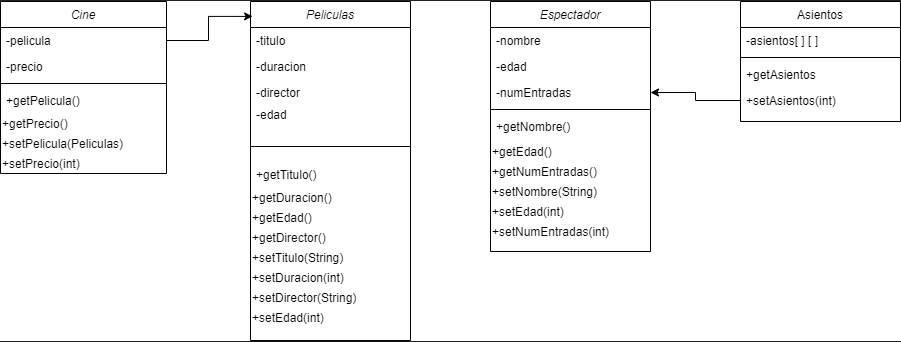 Cine
-pelicula
-precio
+getPelicula()
+getPrecio()
+setPelicula(Peliculas)
+setPrecio(int)
Peliculas
-titulo
-duracion
-director
-edad
+getTitulo()
+getDuracion()
+getEdad()
+getDirector()
+setTitulo(String)
+setDuracion(int)
+setDirector(String)
+setEdad(int)
Espectador
-nombre
-edad
-numEntradas
+getNombre()
+getEdad()
+getNumEntradas()
+setNombre(String)
+setEdad(int)
+setNumEntradas(int)
Asientos
-asientos[ ] [ ]
+getAsientos
+setAsientos(int)